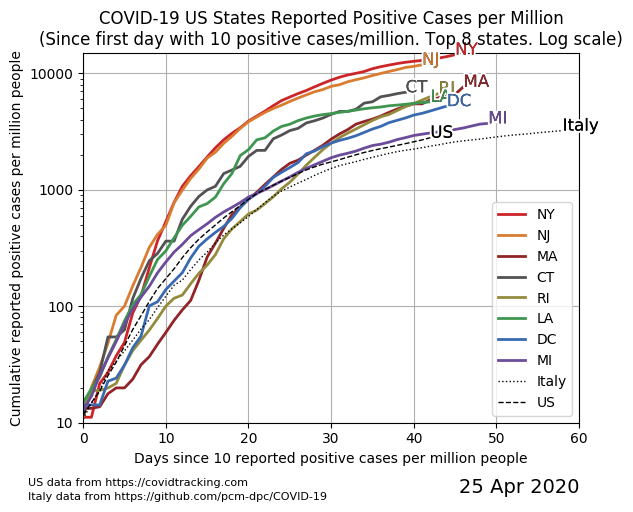 COVID-19 US States Reported Positive Cases per Million
(Since first day with 10 positive cases/million. Top 8 states. Log scale)
Cumulative reported positive cases per million people
10000
1000
100
10
NY
NJ
MA
CT
RI
LA
DC
MI
US
Italy
NY
NJ
MA
CT
RI
LA
DC
MI
Italy
US
0 10 20 30 40 50 60
Days since 10 reported positive cases per million people
US data from https://covidtracking.com
Italy data from https://github.com/pcm-dpc/COVID-19
25 Apr 2020